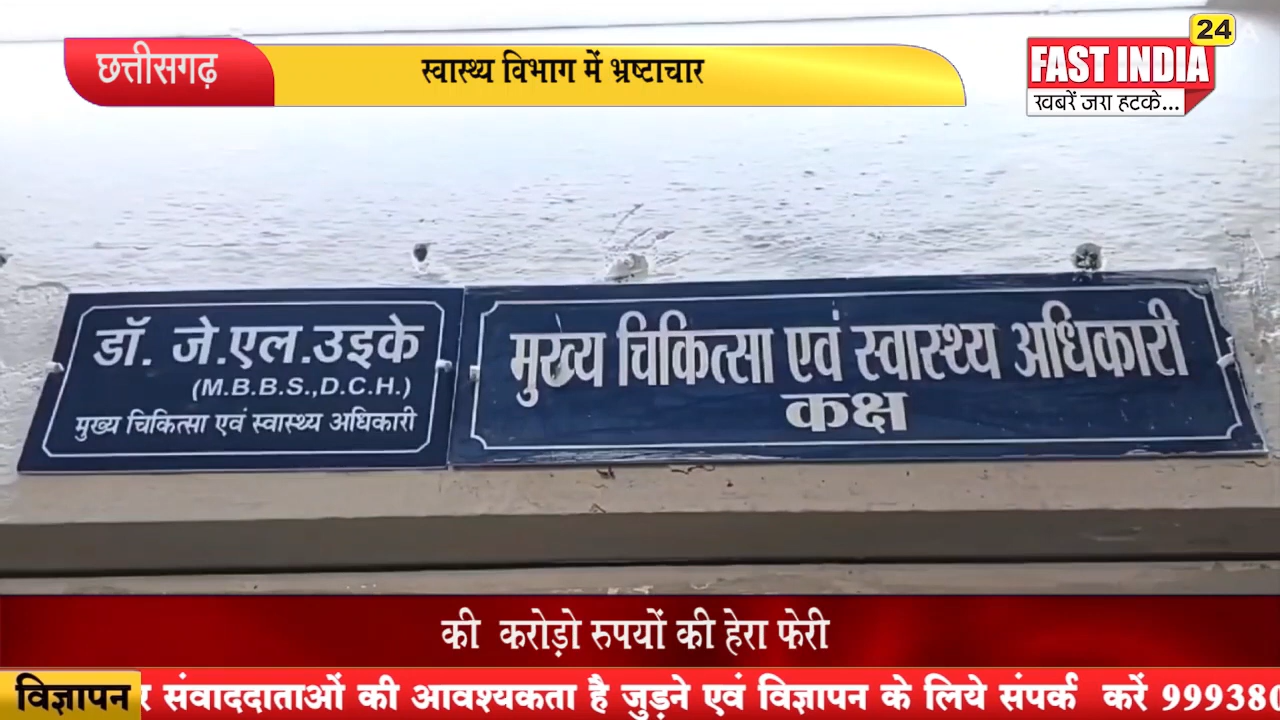 24
छत्तीसगढ़
स्वास्थ्य विभाग में भ्रष्टाचार
FAST INDIA
खबरें जरा हटके...
डॉ. जे.एल.उइके
(M.B.B.S.,D.C.H.)
मुख्य चिकित्सा एवं स्वास्थ्य अधिकारी
मुख्य चिकित्सा एवं स्वास्थ्य अधिकारी
कक्ष
की करोड़ो रुपयों की हेरा फेरी
विज्ञापन
संवाददाताओं की आवश्यकता है जुड़ने एवं विज्ञापन के लिये संपर्क करें 999380